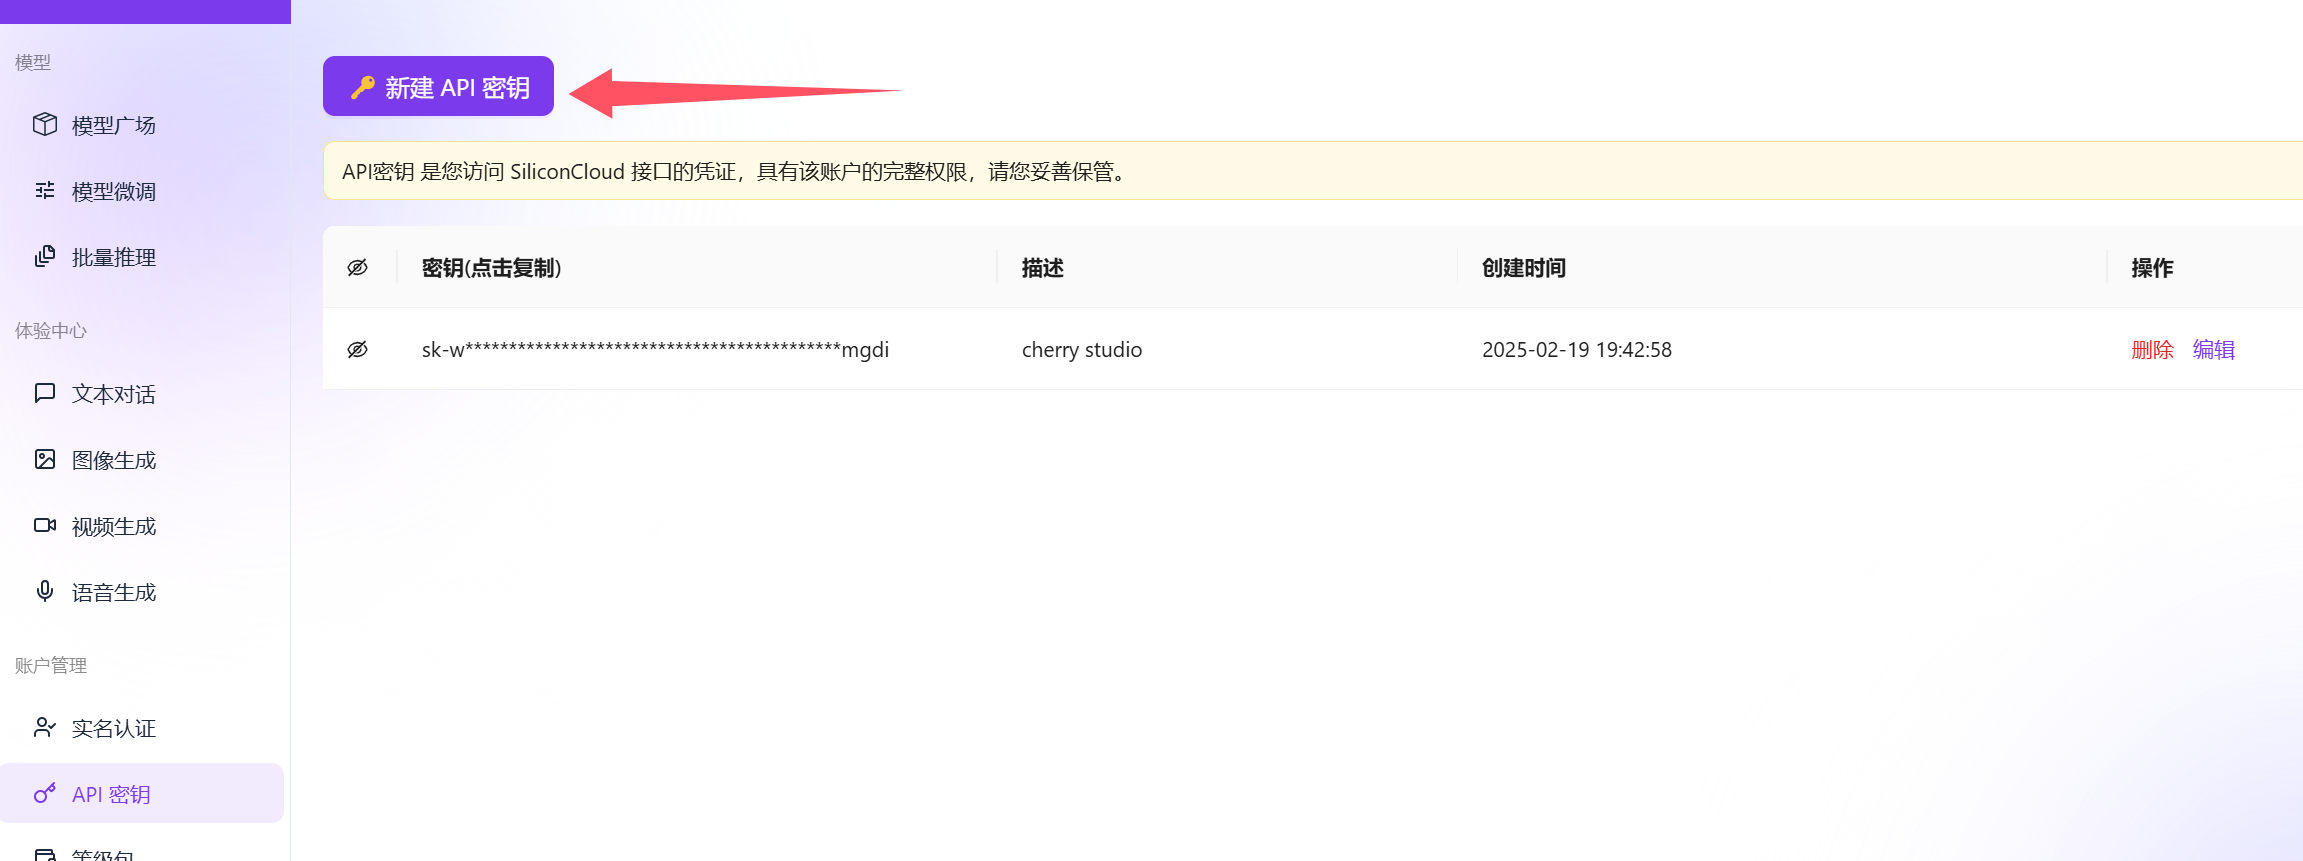 模型
模型广场
模型微调
批量推理
体验中心
文本对话
图像生成
视频生成
语音生成
账户管理
实名认证
API 密钥
新建 API 密钥
API密钥 是您访问 SiliconCloud 接口的凭证，具有该账户的完整权限，请您妥善保管。
密钥(点击复制) 描述 创建时间 操作
sk-w*******************************************mgdi cherry studio 2025-02-19 19:42:58 删除 编辑